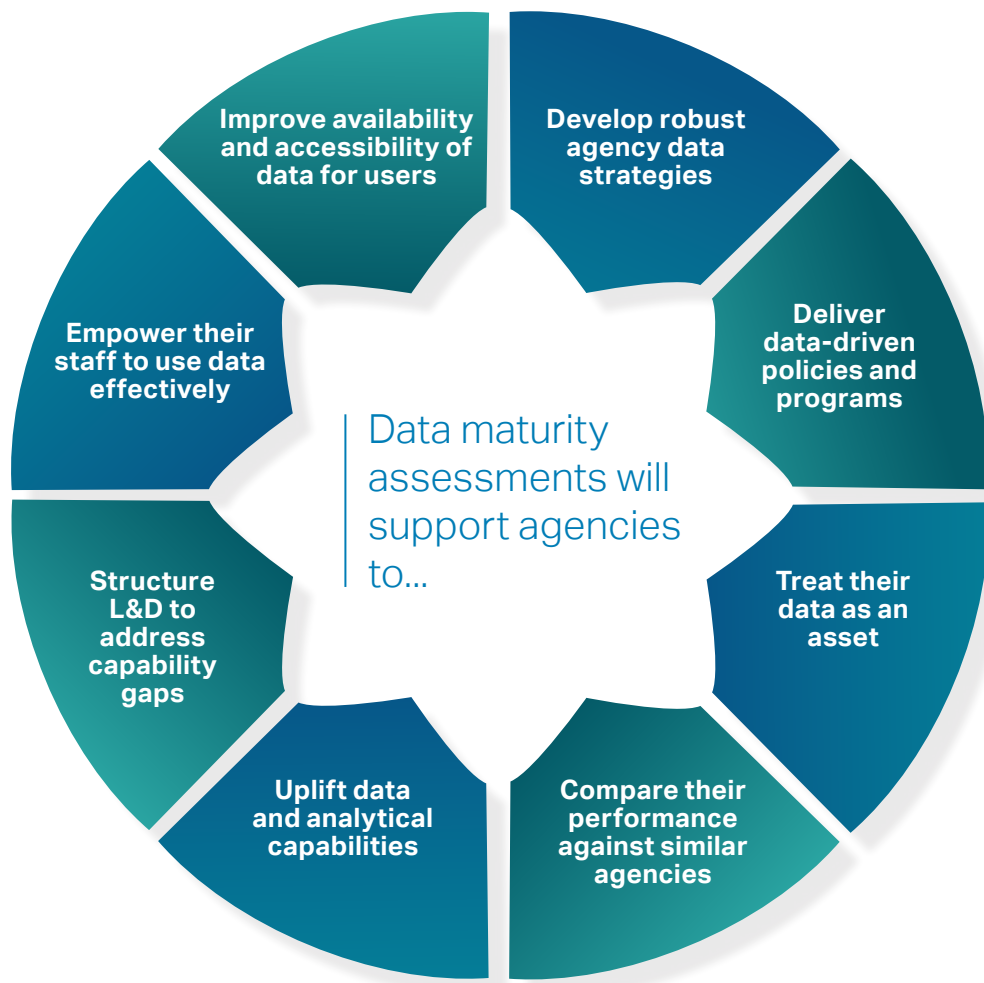 Improve availability
and accessibility of
data for users
Develop robust
agency data
strategies
Deliver
data-driven
policies and
programs
Treat their
data as an
asset
Compare their
performance
against similar
agencies
Uplift data
and analytical
capabilities
Structure
L&D to
address
capability
gaps
Empower their
staff to use data
effectively
Data maturity
assessments will
support agencies
to...